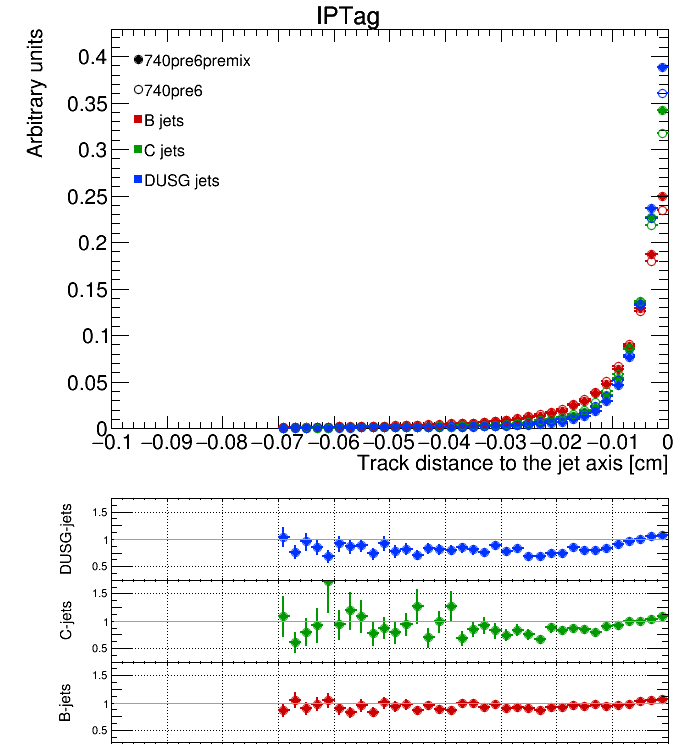 IPTag
Arbitrary units
0.4
0.35
0.3
0.25
0.2
0.15
0.1
0.05
0
740pre6premix
740pre6
B jets
C jets
DUSG jets
−0.1 −0.09 −0.08 −0.07 −0.06 −0.05 −0.04 −0.03 −0.02 −0.01 0
Track distance to the jet axis [cm]
DUSG-jets
1.5
1
0.5
C-jets
1.5
1
0.5
B-jets
1.5
1
0.5